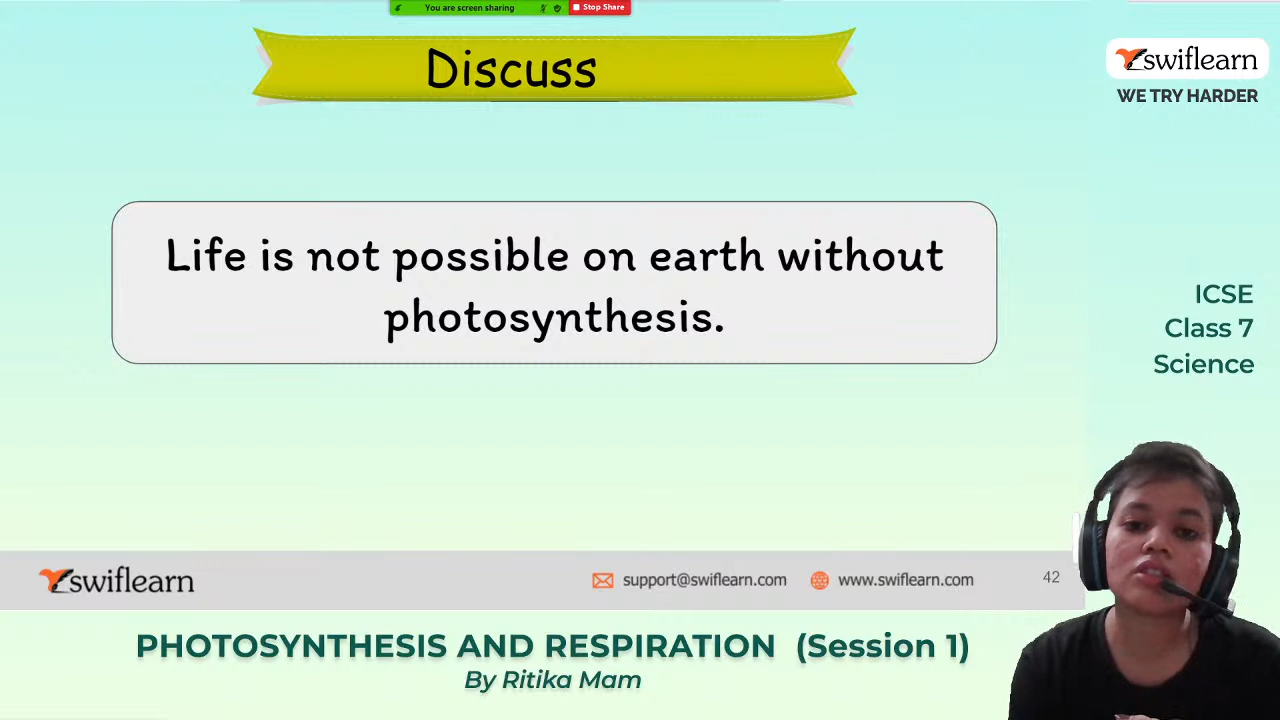 You are screen sharing
Stop Share
Discuss
swiflearn
WE TRY HARDER
Life is not possible on earth without
photosynthesis.
ICSE
Class 7
Science
swiflearn
support@swiflearn.com
www.swiflearn.com
42
PHOTOSYNTHESIS AND RESPIRATION (Session 1)
By Ritika Mam